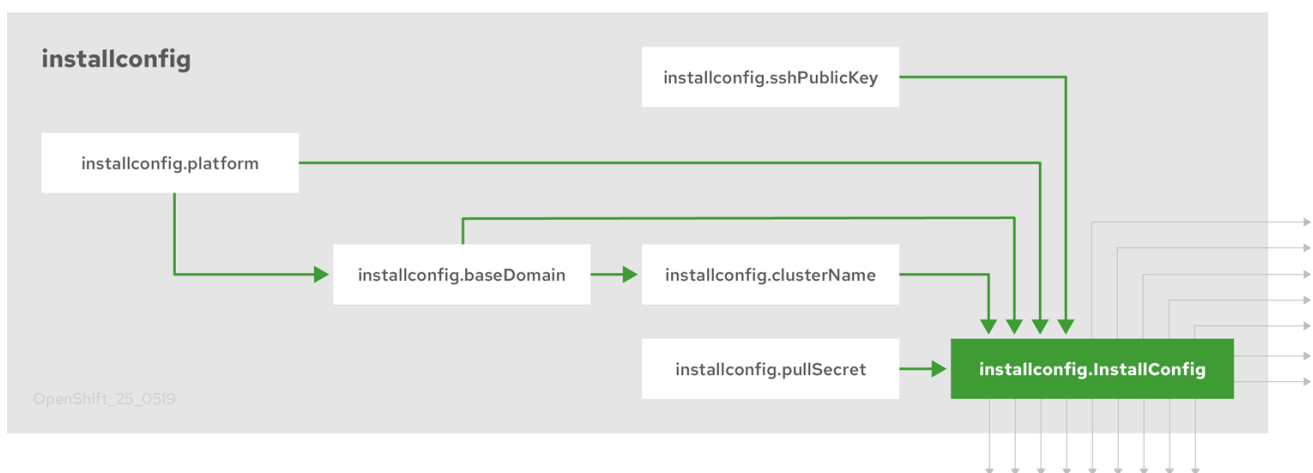 installconfig
installconfig.sshPublicKey
installconfig.platform
installconfig.baseDomain
installconfig.clusterName
installconfig.pullSecret
installconfig.InstallConfig
OpenShift_25_0519